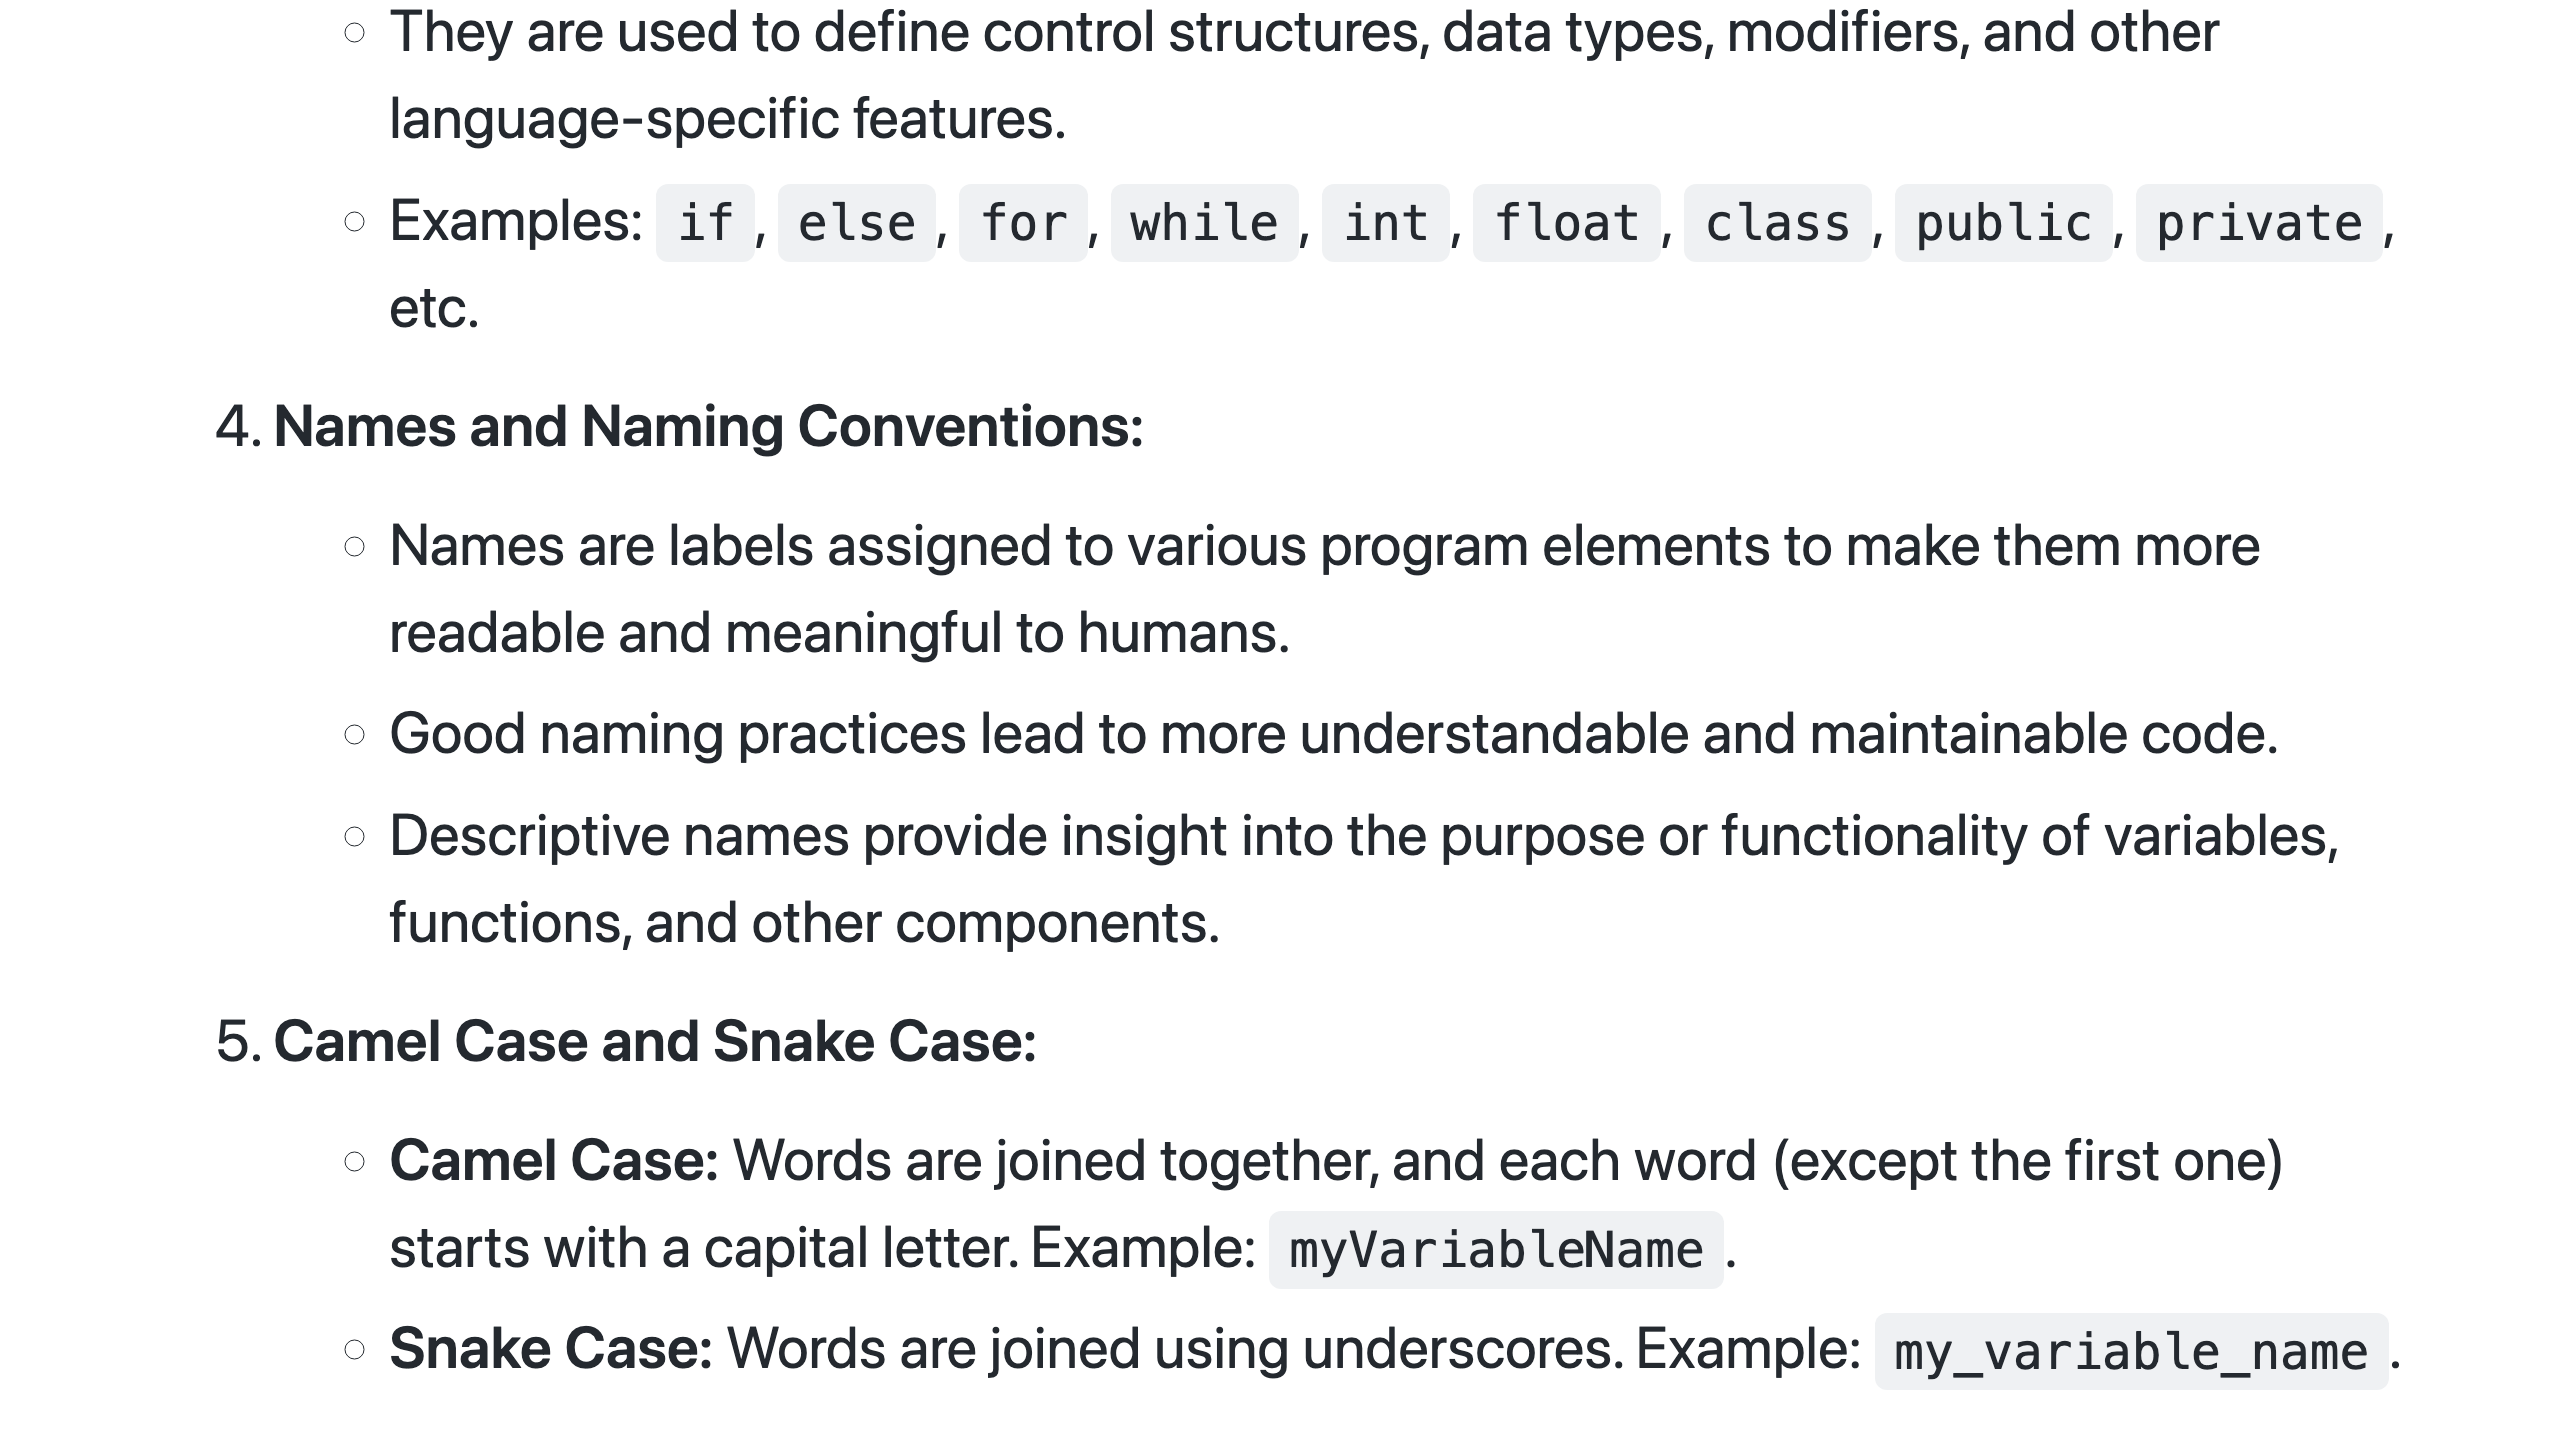 ○ They are used to define control structures, data types, modifiers, and other
language-specific features.
○ Examples: if, else, for, while, int, float, class, public, private,
etc.
4. Names and Naming Conventions:
○ Names are labels assigned to various program elements to make them more
readable and meaningful to humans.
○ Good naming practices lead to more understandable and maintainable code.
○ Descriptive names provide insight into the purpose or functionality of variables,
functions, and other components.
5. Camel Case and Snake Case:
○ Camel Case: Words are joined together, and each word (except the first one)
starts with a capital letter. Example: myVariableName.
○ Snake Case: Words are joined using underscores. Example: my_variable_name.